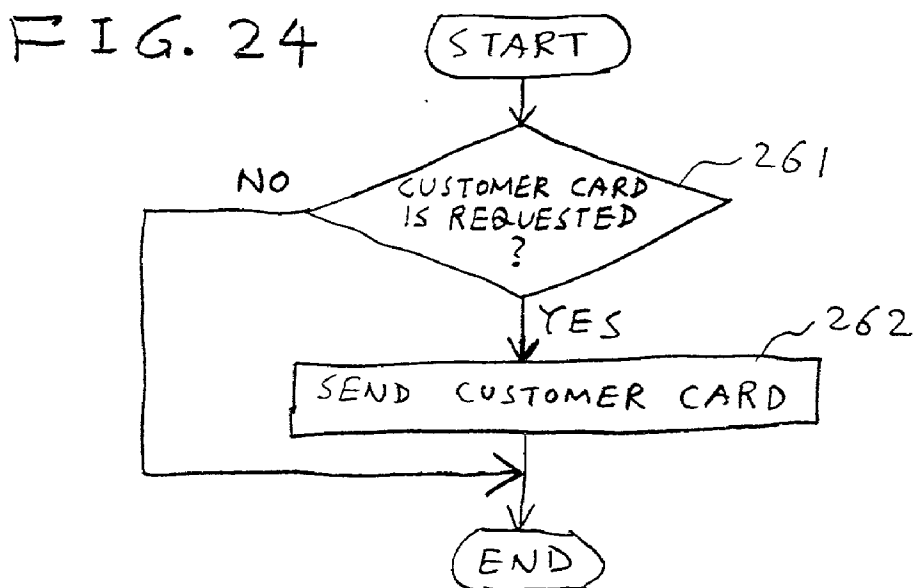 FIG. 24
START
261
NO
CUSTOMER CARD
IS REQUESTED
?
YES
262
SEND CUSTOMER CARD
END